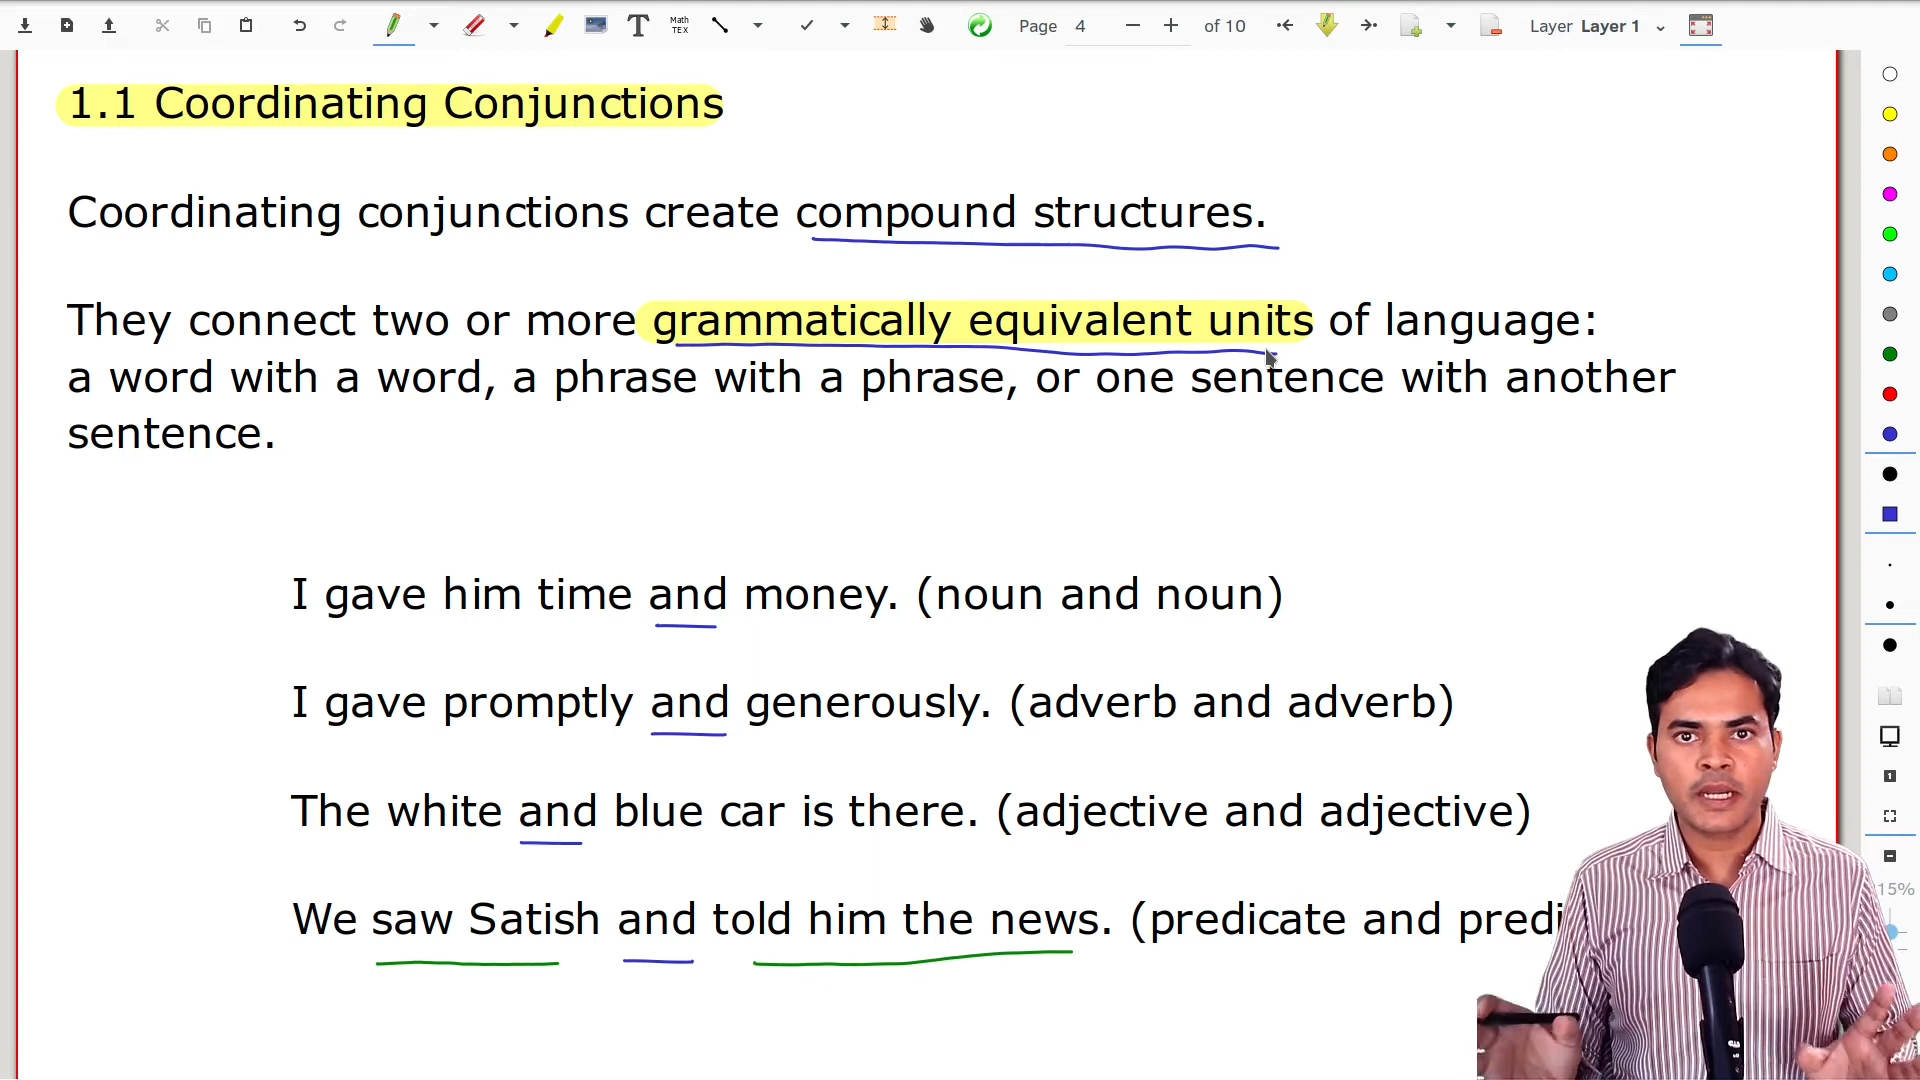 Math
TEX
Page 4 of 10 Layer Layer 1
1.1 Coordinating Conjunctions
Coordinating conjunctions create compound structures.
They connect two or more grammatically equivalent units of language:
a word with a word, a phrase with a phrase, or one sentence with another
sentence.
I gave him time and money. (noun and noun)
I gave promptly and generously. (adverb and adverb)
The white and blue car is there. (adjective and adjective)
We saw Satish and told him the news. (predicate and predi
15%